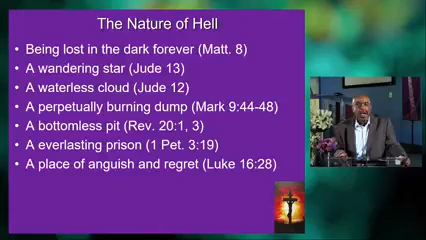 The Nature of Hell
• Being lost in the dark forever (Matt. 8)
• A wandering star (Jude 13)
• A waterless cloud (Jude 12)
• A perpetually burning dump (Mark 9:44-48)
• A bottomless pit (Rev. 20:1, 3)
• A everlasting prison (1 Pet. 3:19)
• A place of anguish and regret (Luke 16:28)